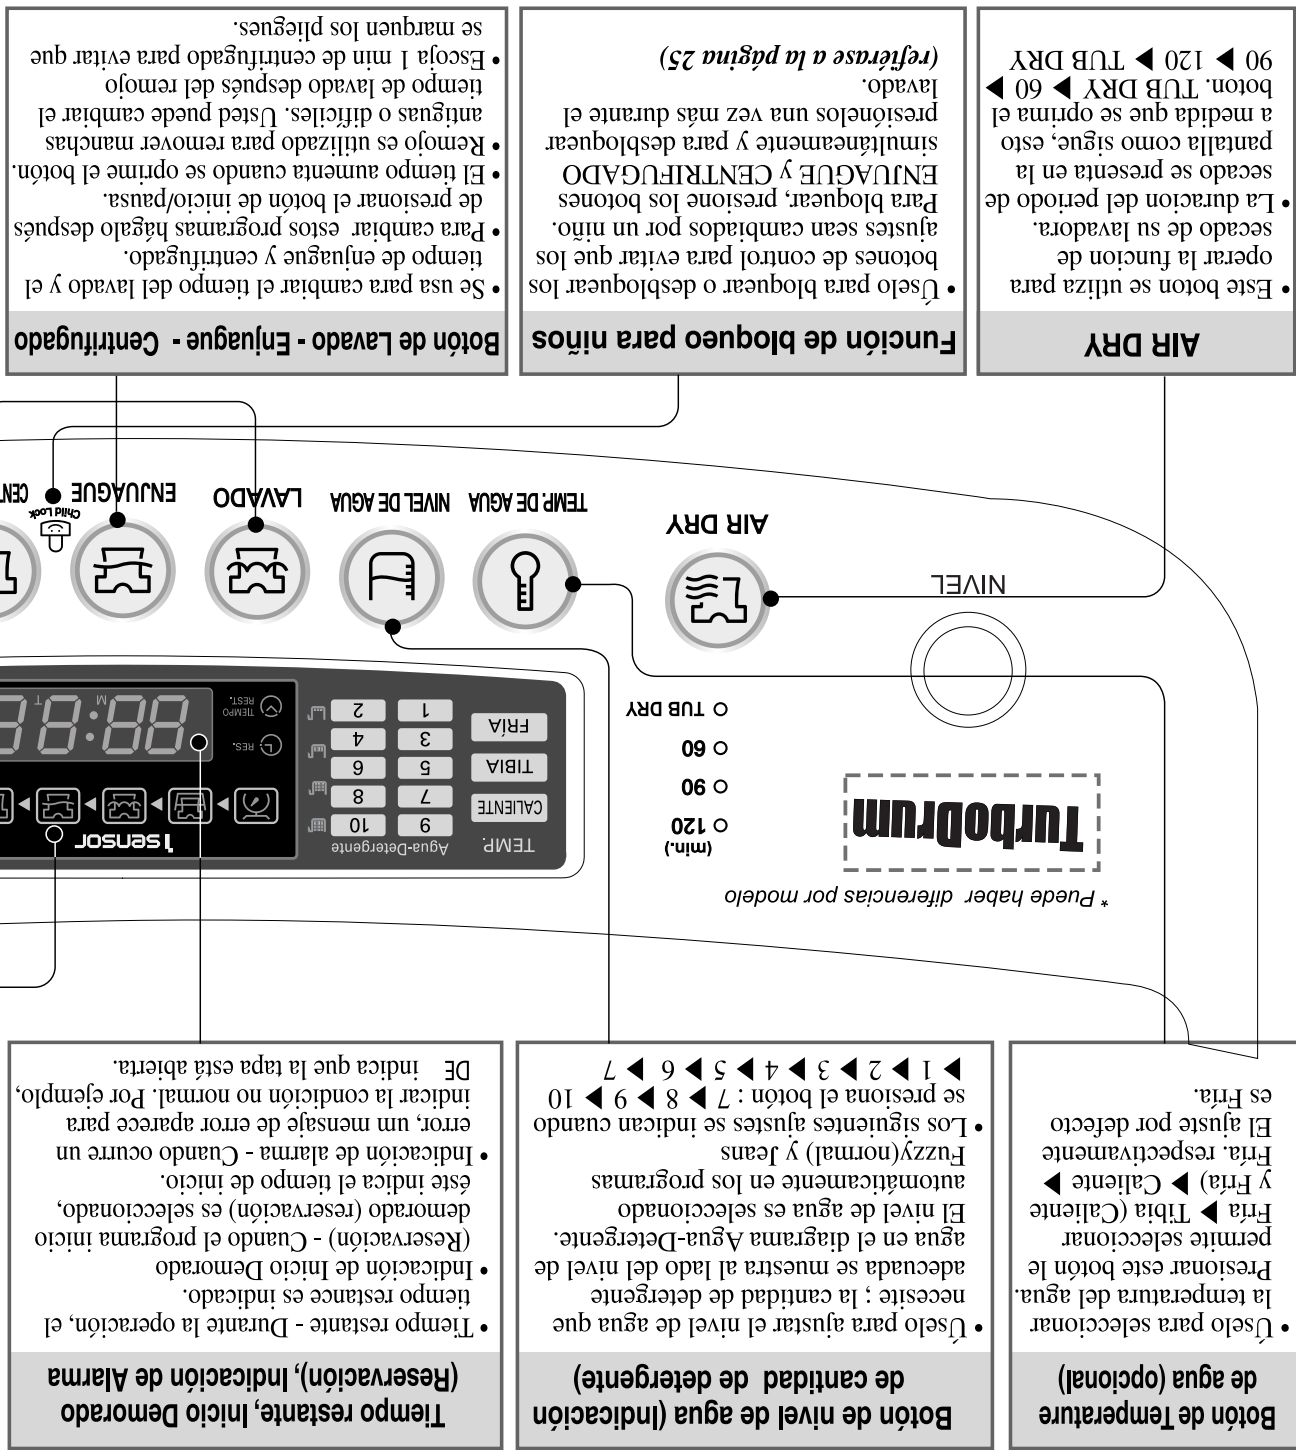 Botón de Temperature
de agua (opcional)
• Úselo para seleccionar
la temperatura del agua.
Presionar este botón le
permite seleccionar
Fría ▶ Tibia (Caliente
y Fría) ▶ Caliente ▶
Fría. respectivamente
El ajuste por defecto
es Fría.
Botón de nivel de agua (Indicación
de cantidad de detergente)
• Úselo para ajustar el nivel de agua que
necesite ; la cantidad de detergente
adecuada se muestra al lado del nivel de
agua en el diagrama Agua-Detergente.
El nivel de agua es seleccionado
automáticamente en los programas
Fuzzy(normal) y Jeans
• Los siguientes ajustes se indican cuando
se presiona el botón : 7 ▶ 8 ▶ 9 ▶ 10
▶ 1 ▶ 2 ▶ 3 ▶ 4 ▶ 5 ▶ 6 ▶ 7
Tiempo restante, Inicio Demorado
(Reservación), Indicación de Alarma
• Tiempo restante - Durante la operación, el
tiempo restance es indicado.
• Indicación de Inicio Demorado
(Reservación) - Cuando el programa inicio
demorado (reservación) es seleccionado,
éste indica el tiempo de inicio.
• Indicación de alarma - Cuando ocurre un
error, um mensaje de error aparece para
indicar la condición no normal. Por ejemplo,
DE indica que la tapa está abierta.
* Puede haber diferencias por modelo
TurboDrum
(min.)
120
90
60
TUB DRY
TEMP.
CALIENTE
TIBIA
FRÍA
Agua-Detergente
9 10
7 8
5 6
3 4
1 2
sensor
RES.
TIEMPO
REST.
88:88
M
T
NIVEL
AIR DRY
TEMP. DE AGUA
NIVEL DE AGUA
LAVADO
ENJUAGUE
Child Lock
CENT
AIR DRY
• Este boton se utiliza para
operar la funcion de
secado de su lavadora.
• La duracion del periodo de
secado se presenta en la
pantalla como sigue, esto
a medida que se oprima el
boton. TUB DRY ▶ 60 ▶
90 ▶ 120 ▶ TUB DRY
Función de bloqueo para niños
• Úselo para bloquear o desbloquear los
botones de control para evitar que los
ajustes sean cambiados por un niño.
Para bloquear, presione los botones
ENJUAGUE y CENTRIFUGADO
simultáneamente y para desbloquear
presiónelos una vez más durante el
lavado.
(refiérase a la página 25)
Botón de Lavado - Enjuague - Centrifugado
• Se usa para cambiar el tiempo del lavado y el
tiempo de enjuague y centrifugado.
• Para cambiar estos programas hágalo después
de presionar el botón de inicio/pausa.
• El tiempo aumenta cuando se oprime el botón.
• Remojo es utilizado para remover manchas
antiguas o difíciles. Usted puede cambiar el
tiempo de lavado después del remojo
• Escoja 1 min de centrifugado para evitar que
se marquen los pliegues.